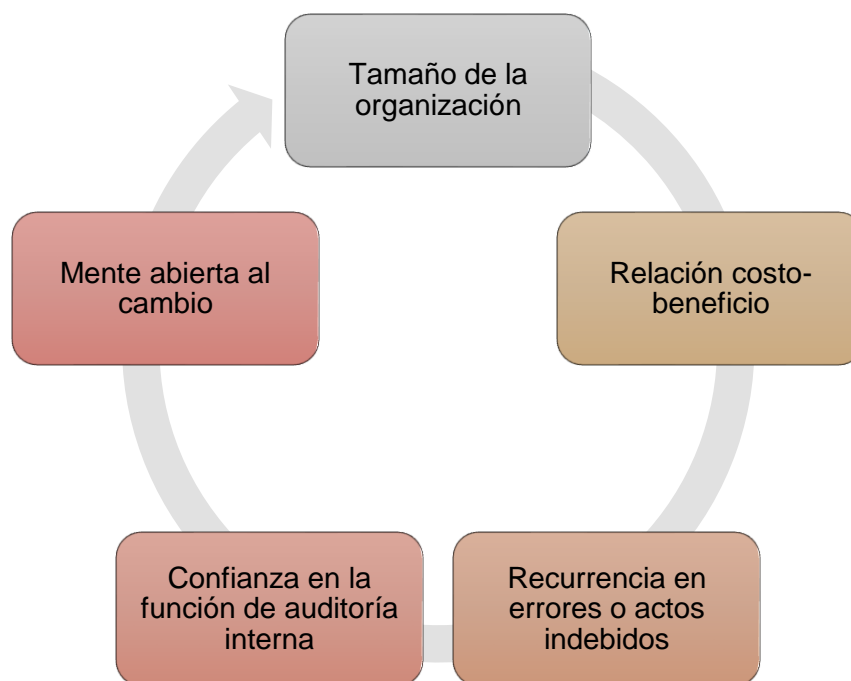 Tamaño de la
organización
Relación costo-
beneficio
Recurrencia en
errores o actos
indebidos
Confianza en la
función de auditoría
interna
Mente abierta al
cambio